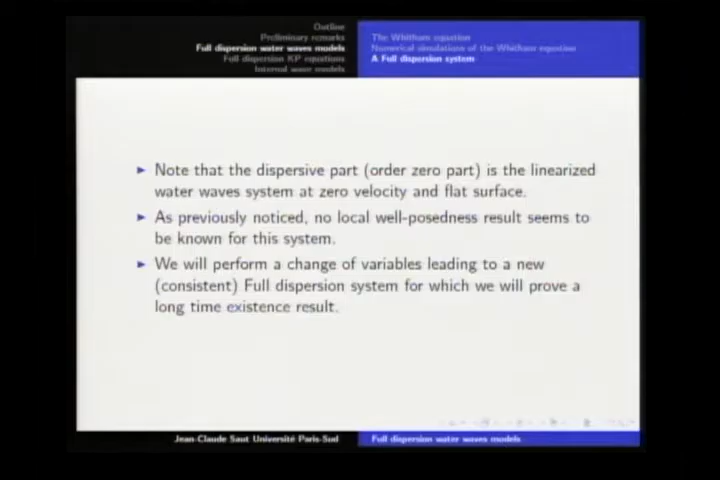 Outline
Preliminary remarks
Full dispersion water waves models
Full dispersion KP equations
Internal wave models
The Whitham equation
Numerical simulations of the Whitham equation
A Full dispersion system
Note that the dispersive part (order zero part) is the linearized
water waves system at zero velocity and flat surface.
As previously noticed, no local well-posedness result seems to
be known for this system.
We will perform a change of variables leading to a new
(consistent) Full dispersion system for which we will prove a
long time existence result.
Jean-Claude Saut Université Paris-Sud
Full dispersion water waves models